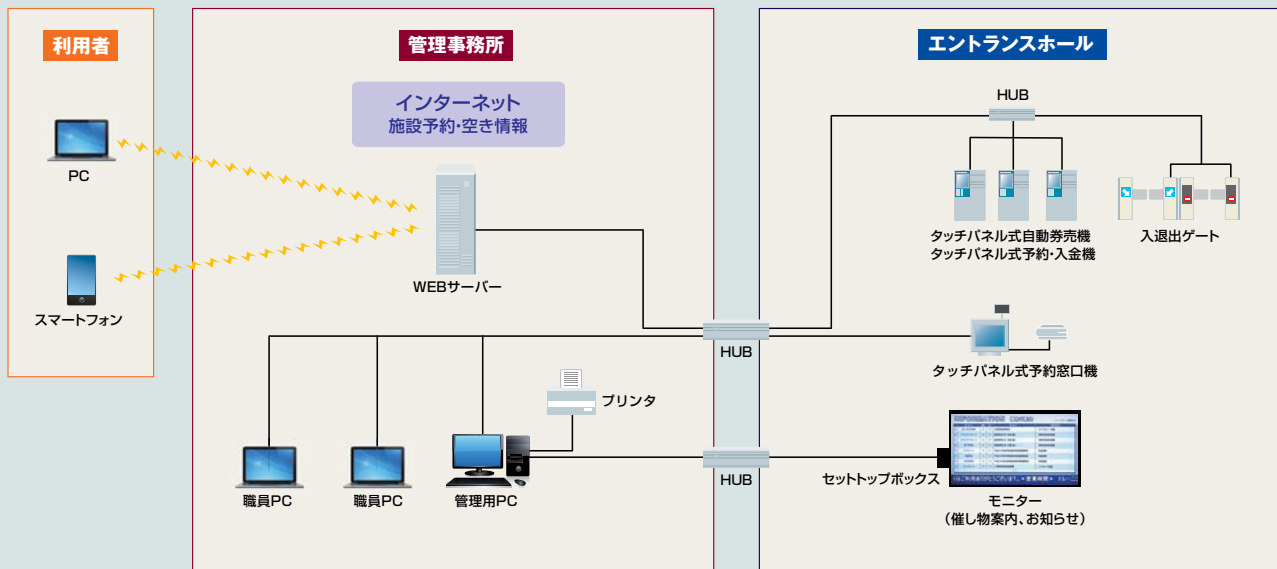 利用者
PC
スマートフォン
管理事務所
インターネット
施設予約・空き情報
WEBサーバー
HUB
プリンタ
職員PC
職員PC
管理用PC
HUB
エントランスホール
HUB
タッチパネル式自動券売機
タッチパネル式予約・入金機
入退出ゲート
タッチパネル式予約窓口機
セットトップボックス
INFORMATION
モニター
（催し物案内、お知らせ）